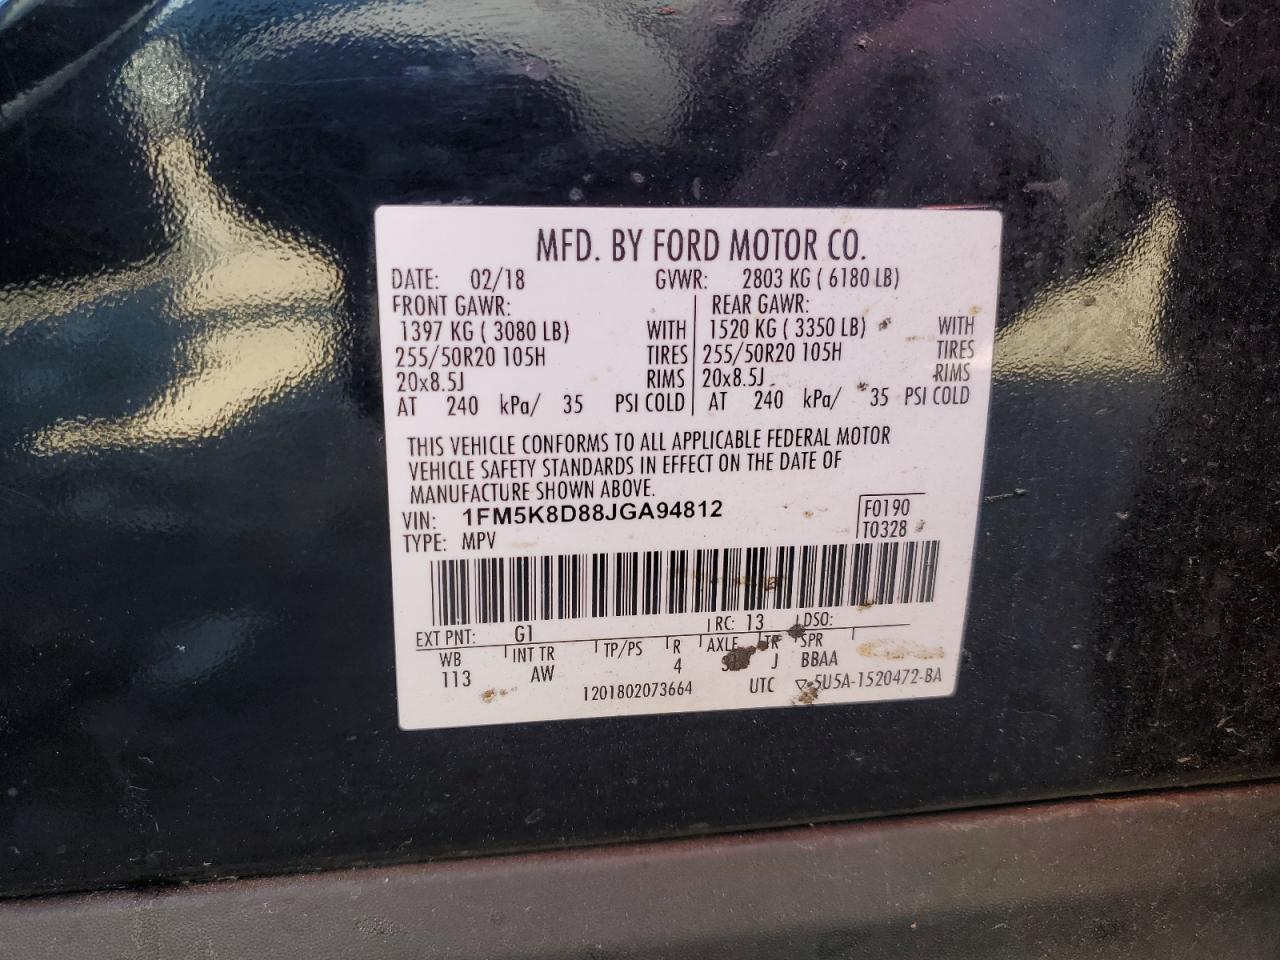 MFD. BY FORD MOTOR CO.
DATE: 02/18 GVWR: 2803 KG ( 6180 LB)
FRONT GAWR: REAR GAWR:
1397 KG ( 3080 LB) WITH 1520 KG ( 3350 LB) WITH
255/50R20 105H TIRES 255/50R20 105H TIRES
20x8.5J RIMS 20x8.5J RIMS
AT 240 kPa/ 35 PSI COLD AT 240 kPa/ 35 PSI COLD
THIS VEHICLE CONFORMS TO ALL APPLICABLE FEDERAL MOTOR
VEHICLE SAFETY STANDARDS IN EFFECT ON THE DATE OF
MANUFACTURE SHOWN ABOVE.
VIN: 1FM5K8D88JGA94812 F0190
TYPE: MPV T0328
EXT PNT: G1 RC: 13 DSO:
WB INT TR TP/PS R AXLE TR SPR
113 AW 4 J BBAA
1201802073664 UTC ▽ 5U5A-1520472-BA